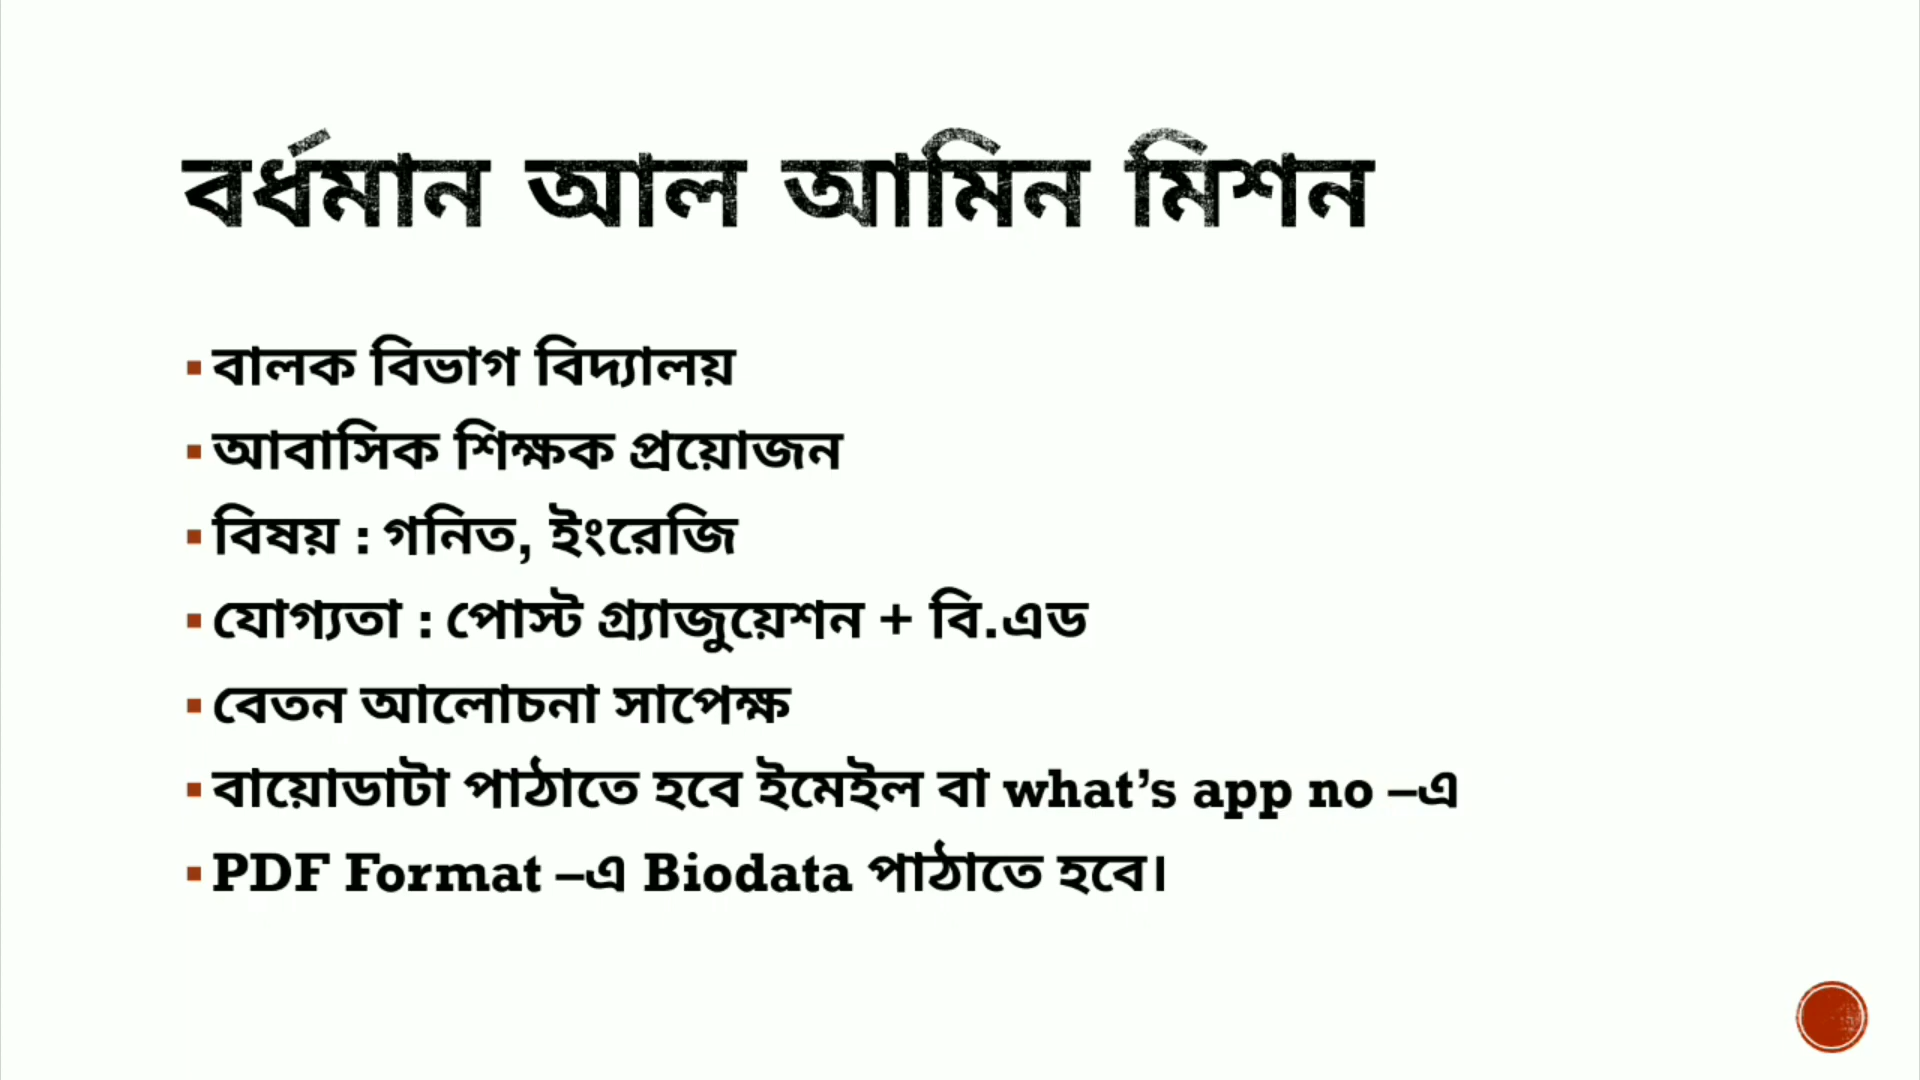 বর্ধমান আল আমিন মিশন
বালক বিভাগ বিদ্যালয়
আবাসিক শিক্ষক প্রয়োজন
বিষয় : গনিত, ইংরেজি
যোগ্যতা : পোস্ট গ্র্যাজুয়েশন + বি.এড
বেতন আলোচনা সাপেক্ষ
বায়োডাটা পাঠাতে হবে ইমেইল বা what’s app no –এ
PDF Format –এ Biodata পাঠাতে হবে।